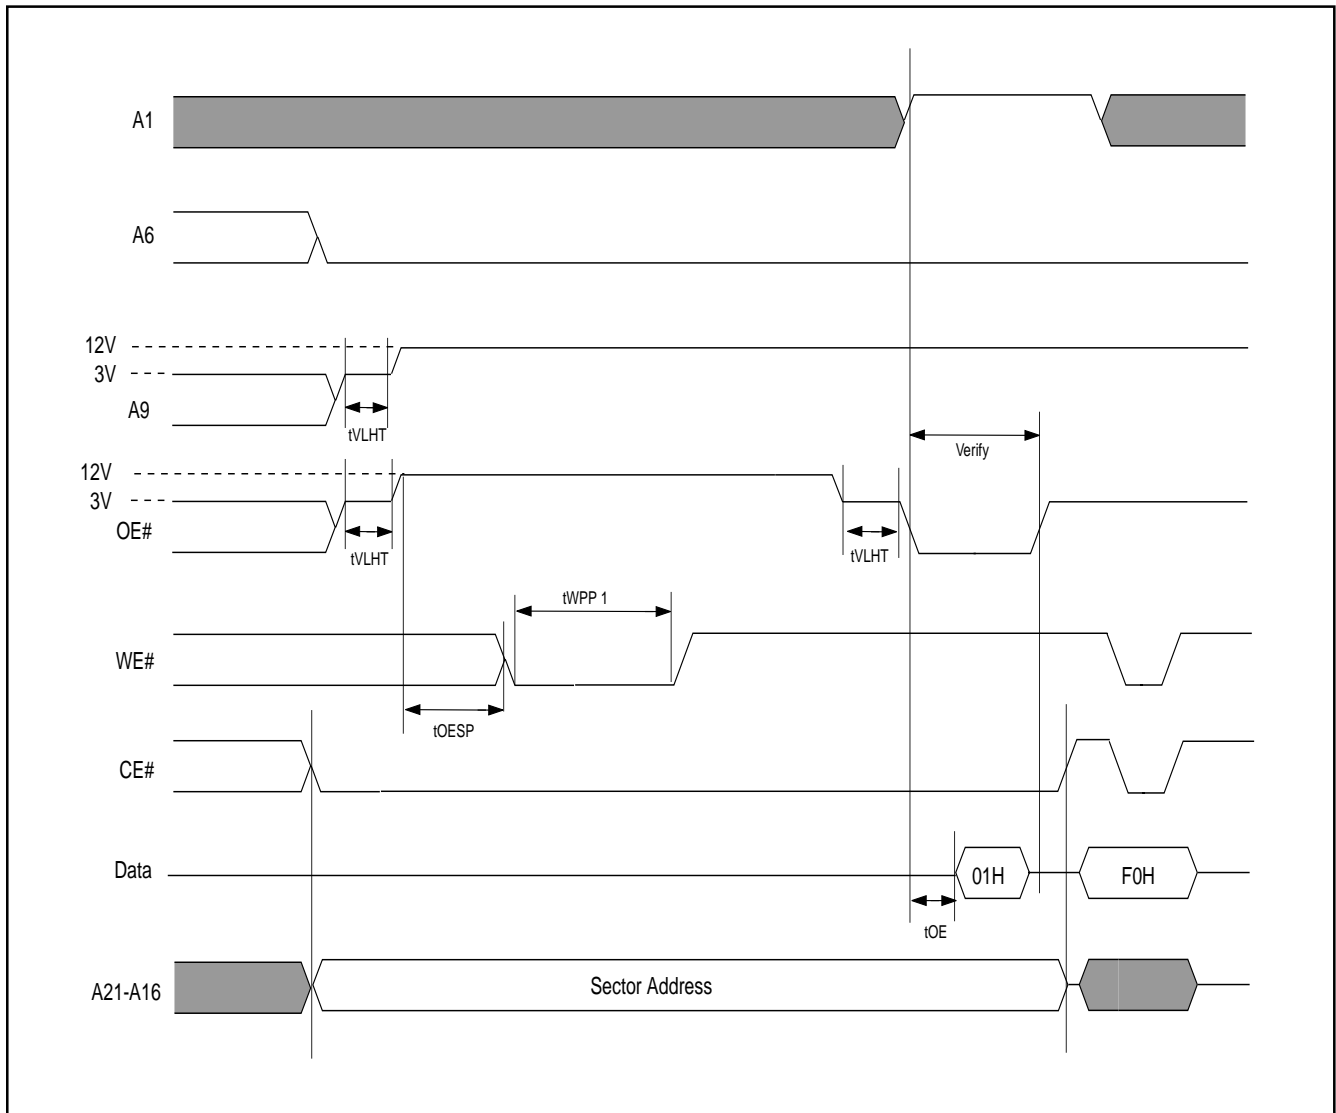 A1
A6
12V
3V
A9
tVLHT
Verify
12V
3V
OE#
tVLHT
tVLHT
tWPP 1
WE#
tOESP
CE#
Data
01H
F0H
tOE
A21-A16
Sector Address